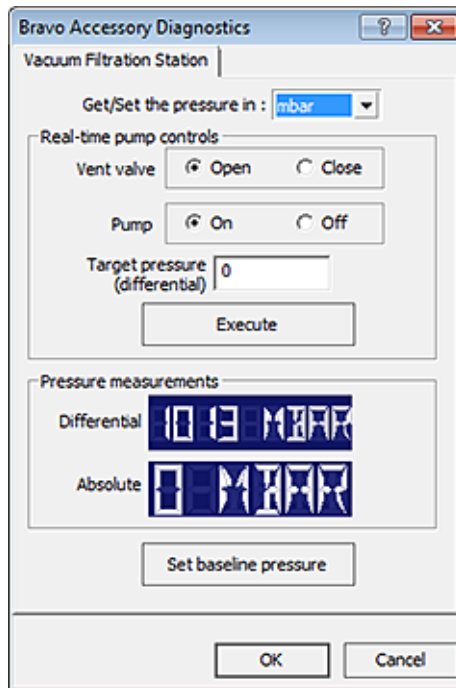 Bravo Accessory Diagnostics
Vacuum Filtration Station
Get/Set the pressure in : mbar
Real-time pump controls
Vent valve Open Close
Pump On Off
Target pressure (differential) 0
Execute
Pressure measurements
Differential 1013 MBAR
Absolute 0 MBAR
Set baseline pressure
OK Cancel